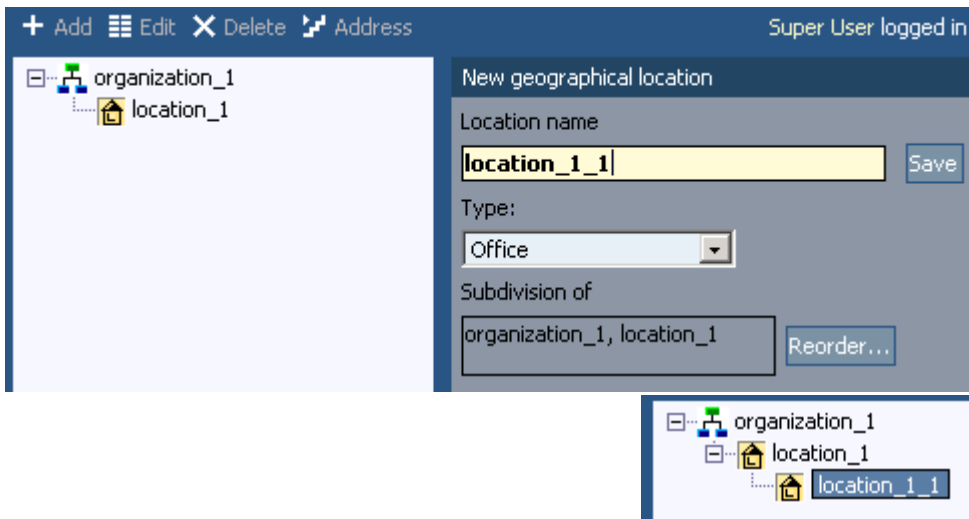 Add Edit Delete Address Super User logged in
organization_1
location_1
New geographical location
Location name
location_1_1 Save
Type:
Office
Subdivision of
organization_1, location_1 Reorder...
organization_1
location_1
location_1_1